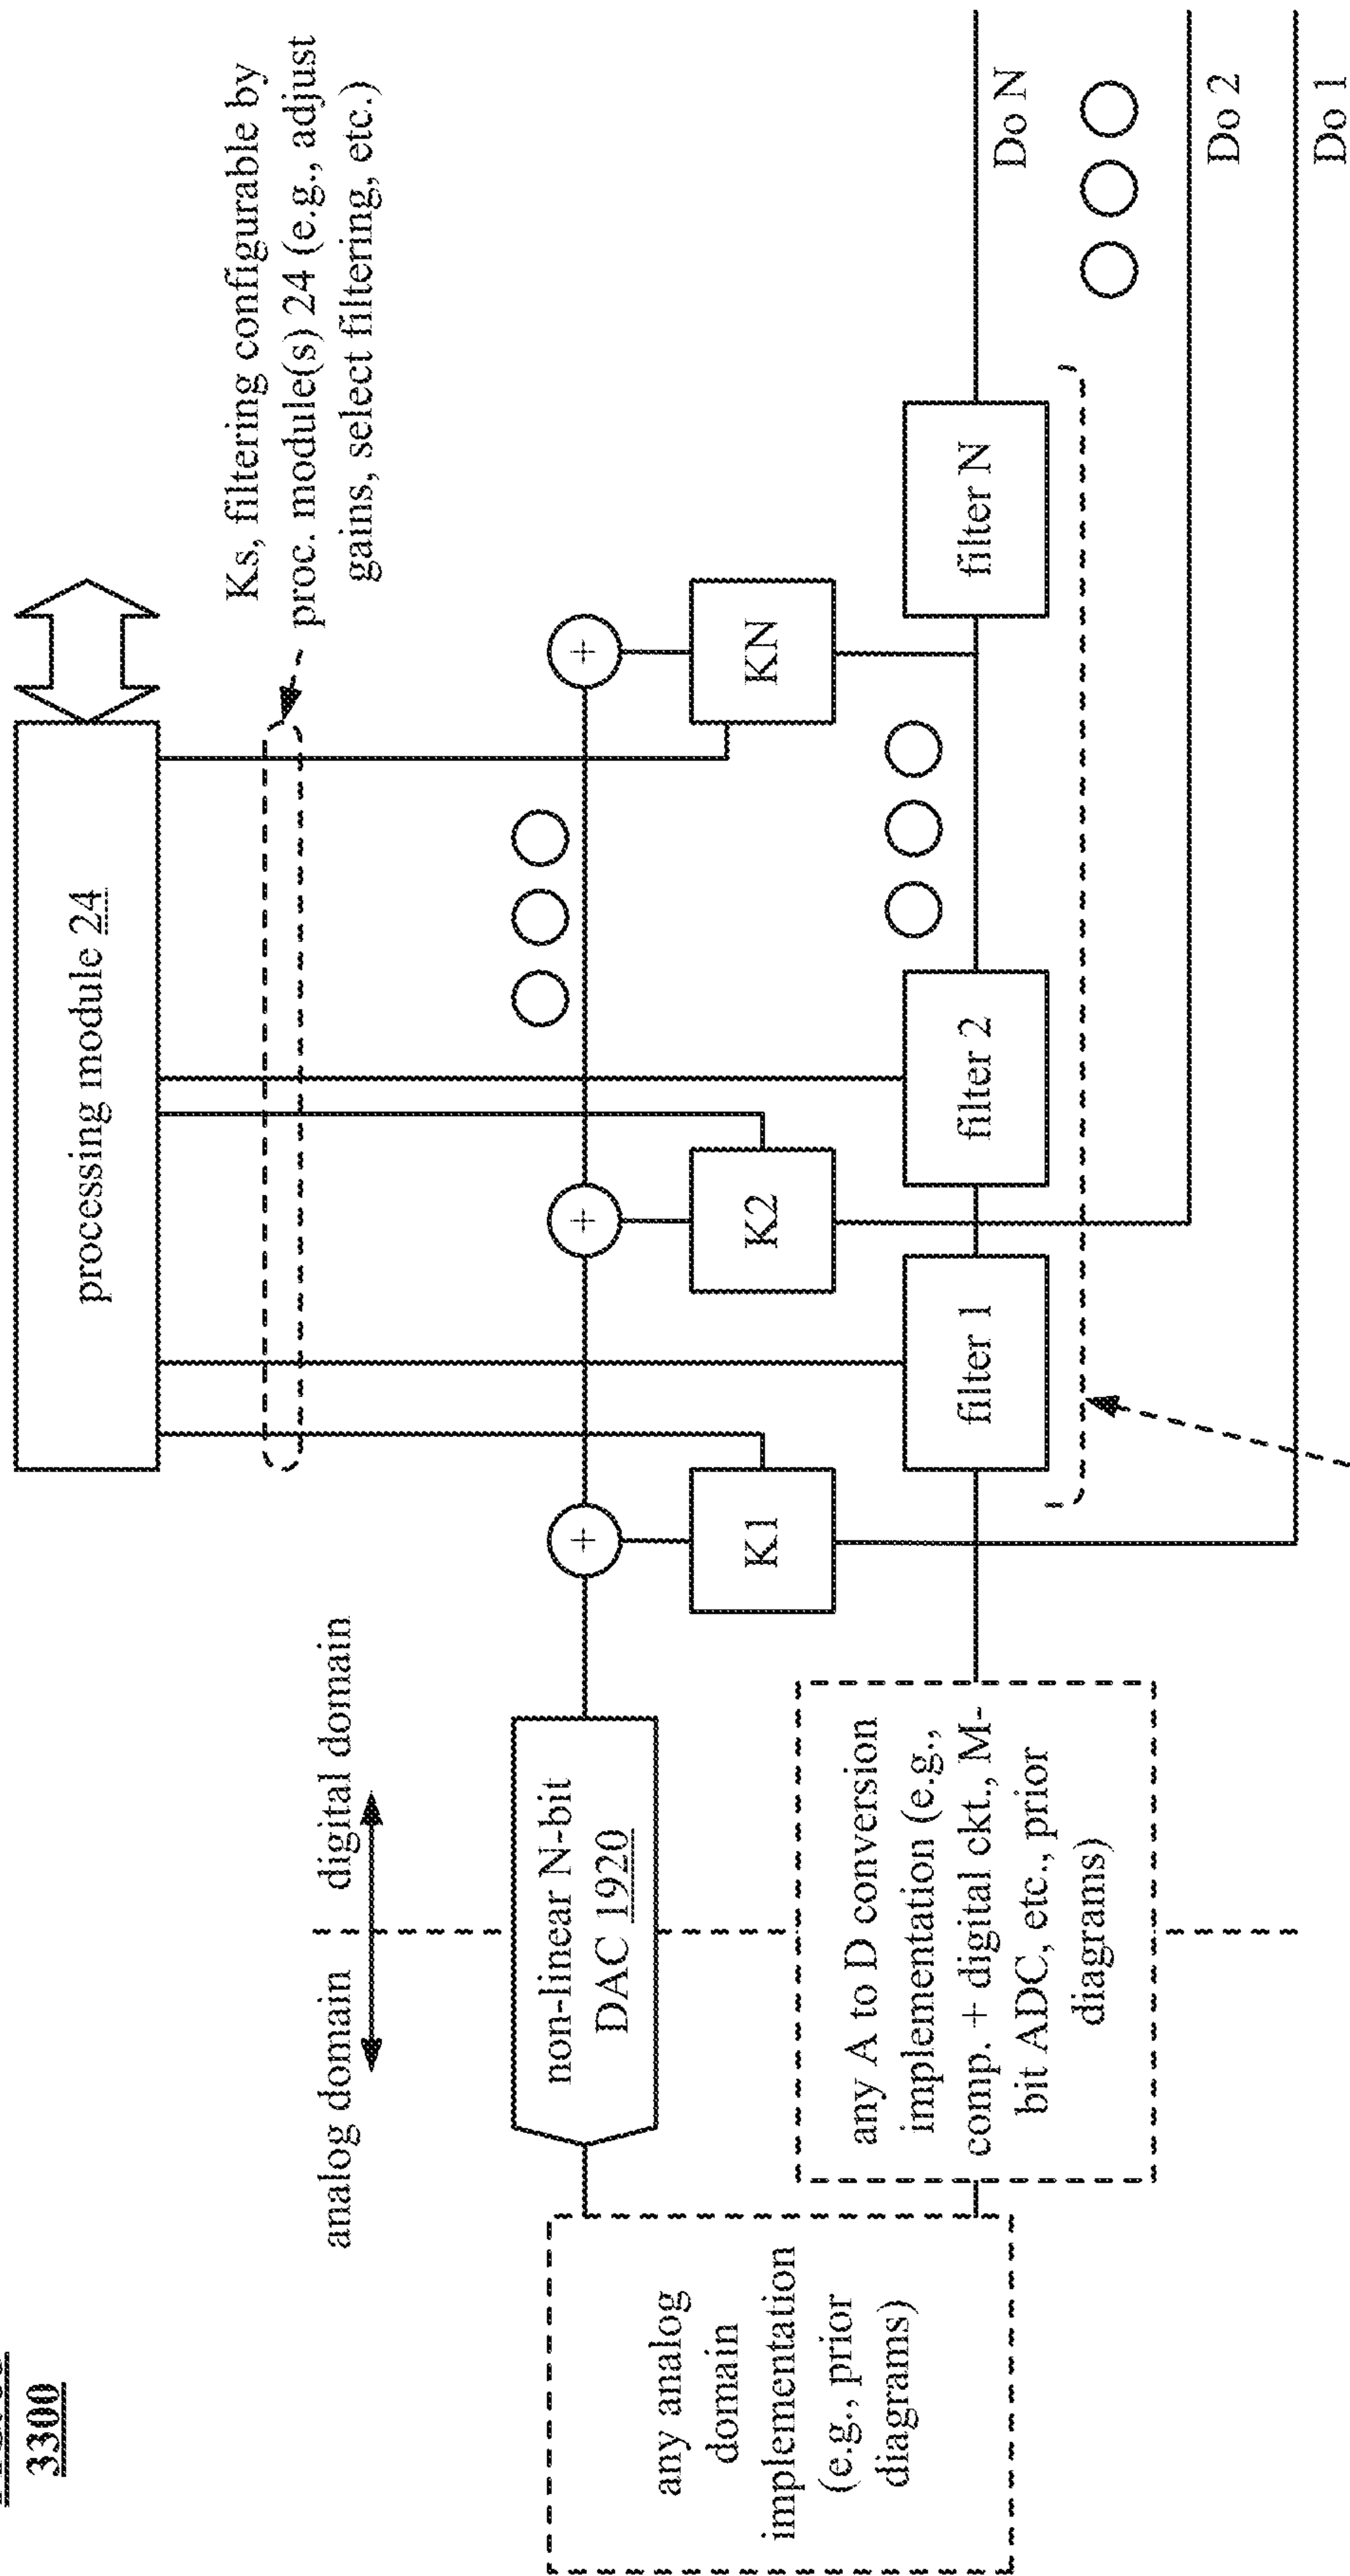 3300
processing module 24
Ks, filtering configurable by
proc. module(s) 24 (e.g., adjust
gains, select filtering, etc.)
analog domain
digital domain
non-linear N-bit
DAC 1920
+
+
+
K1
K2
KN
any analog
domain
implementation
(e.g., prior
diagrams)
any A to D conversion
implementation (e.g.,
comp. + digital ckt., M-
bit ADC, etc., prior
diagrams)
filter 1
filter 2
filter N
Do N
Do 2
Do 1